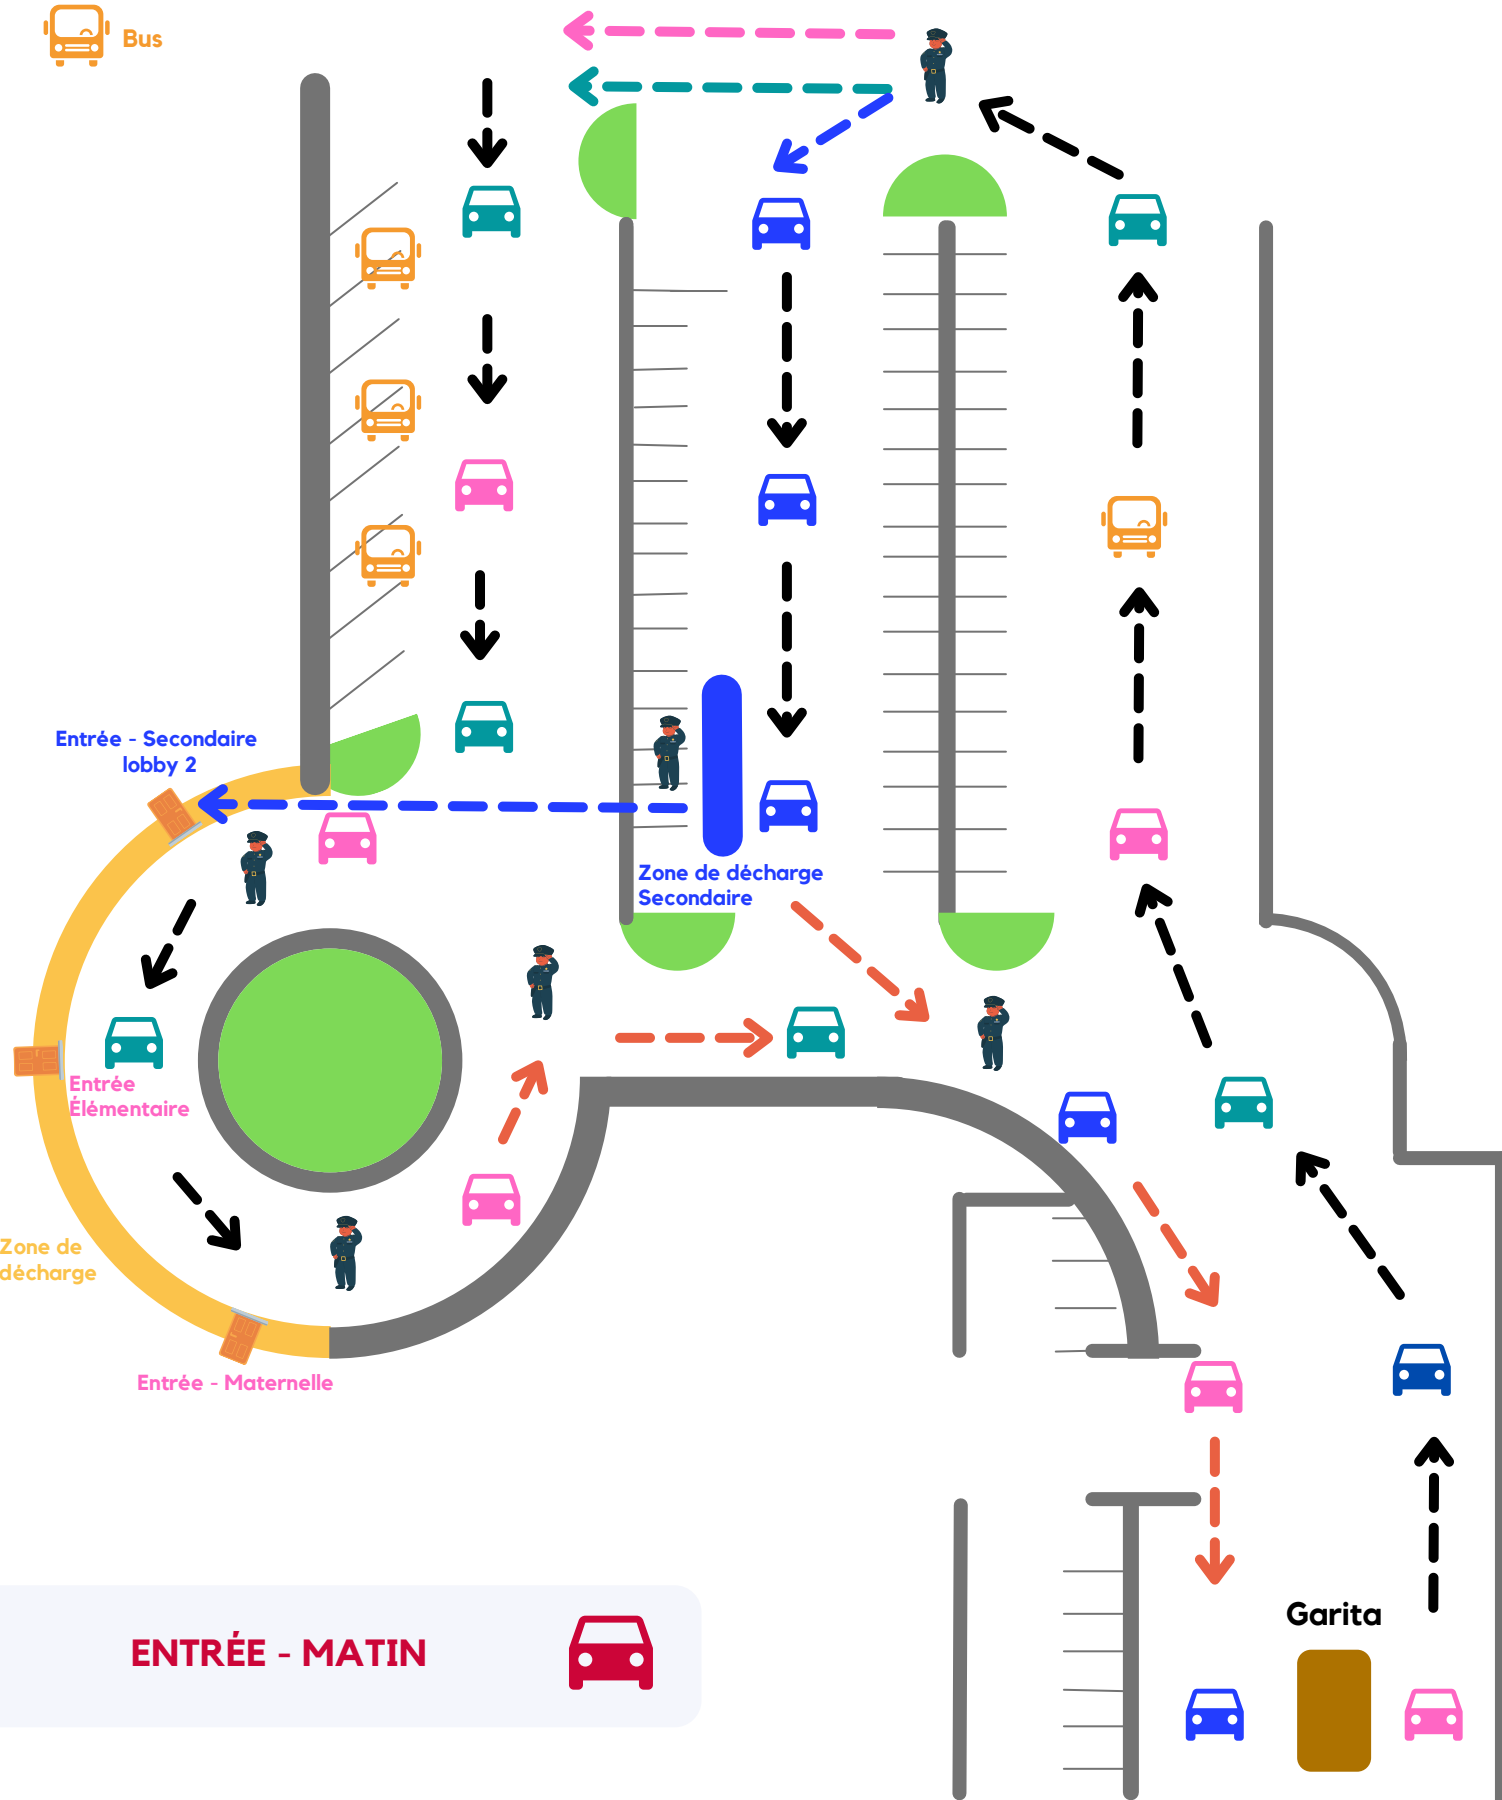 Bus
Entrée - Secondaire
lobby 2
Zone de décharge
Secondaire
Entrée
Élémentaire
Zone de
décharge
Entrée - Maternelle
Garita
ENTRÉE - MATIN